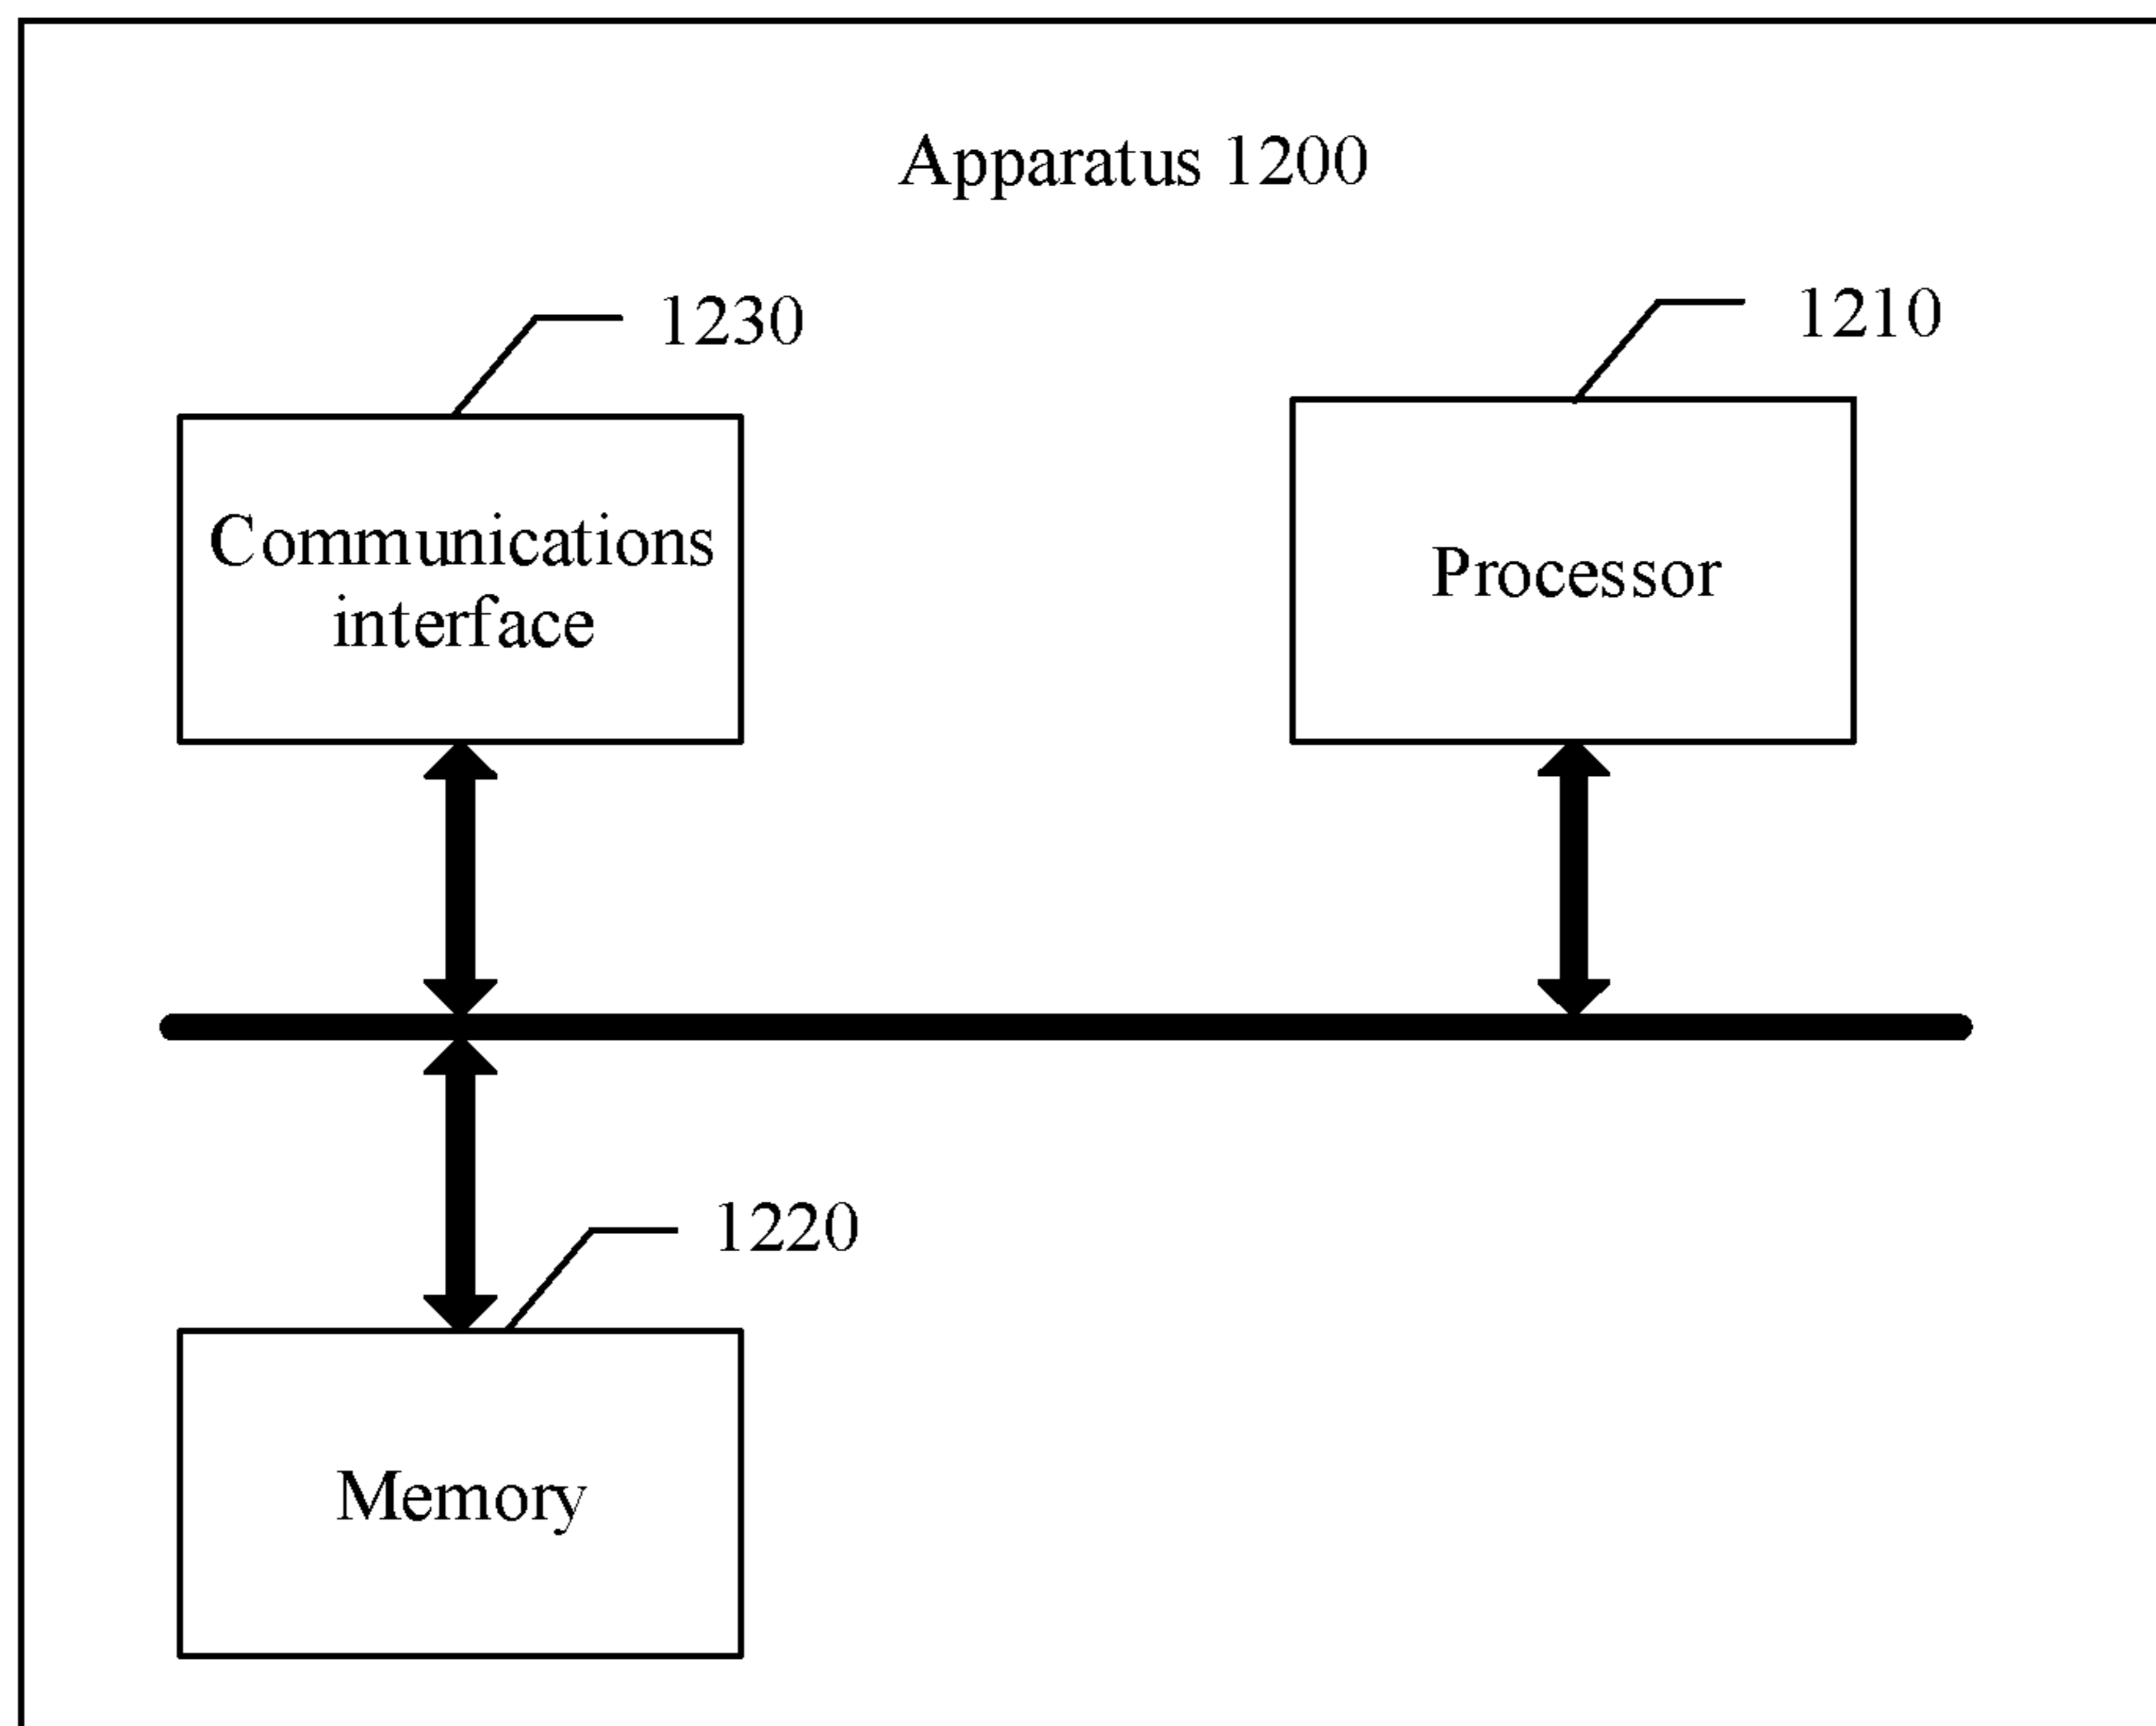 Apparatus 1200
1230
1210
Communications
interface
Processor
1220
Memory